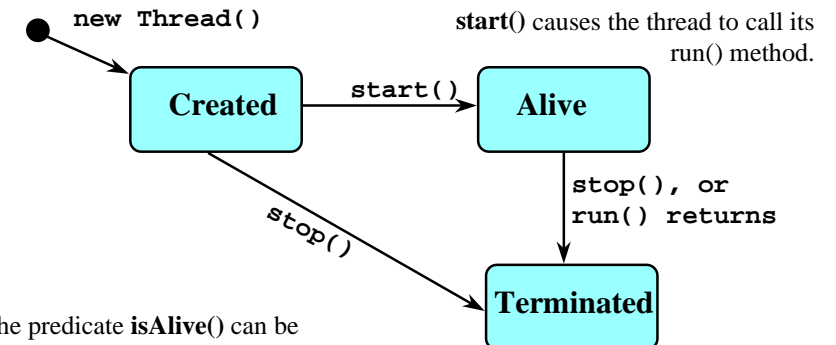 new Thread()
start() causes the thread to call its
run() method.
Created
start()
Alive
stop(), or
run() returns
stop()
Terminated
predicate isAlive() can be